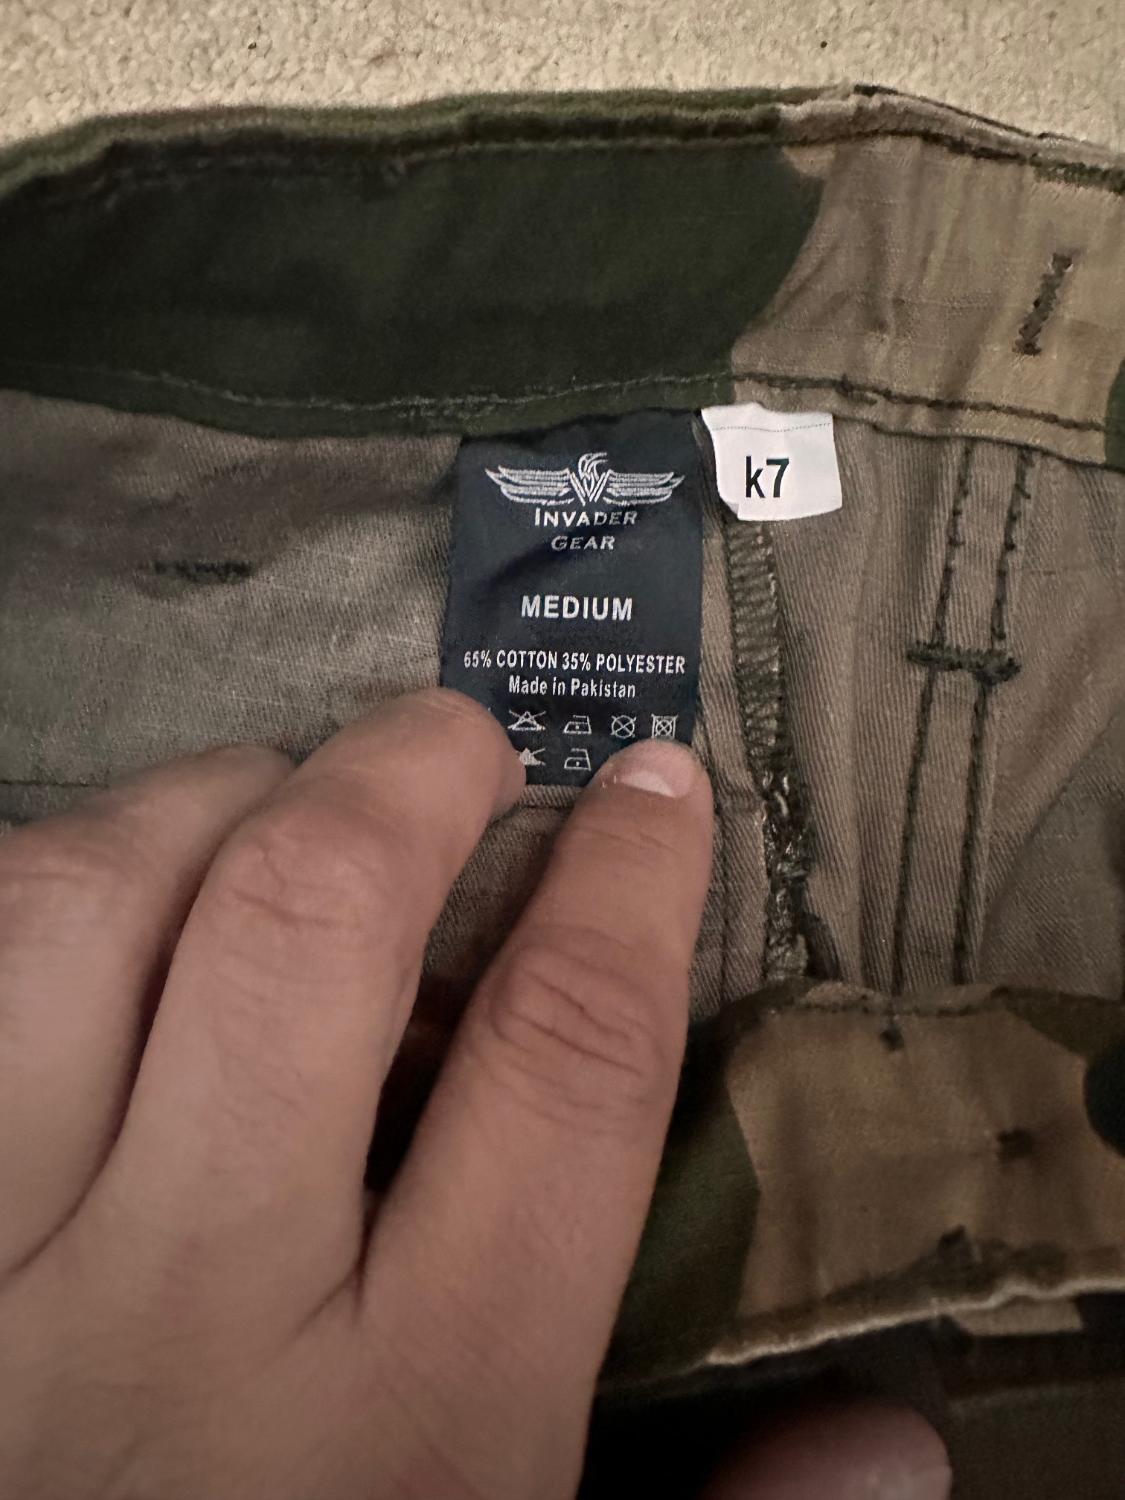 INVADER
GEAR
MEDIUM
65% COTTON 35% POLYESTER
Made in Pakistan
k7